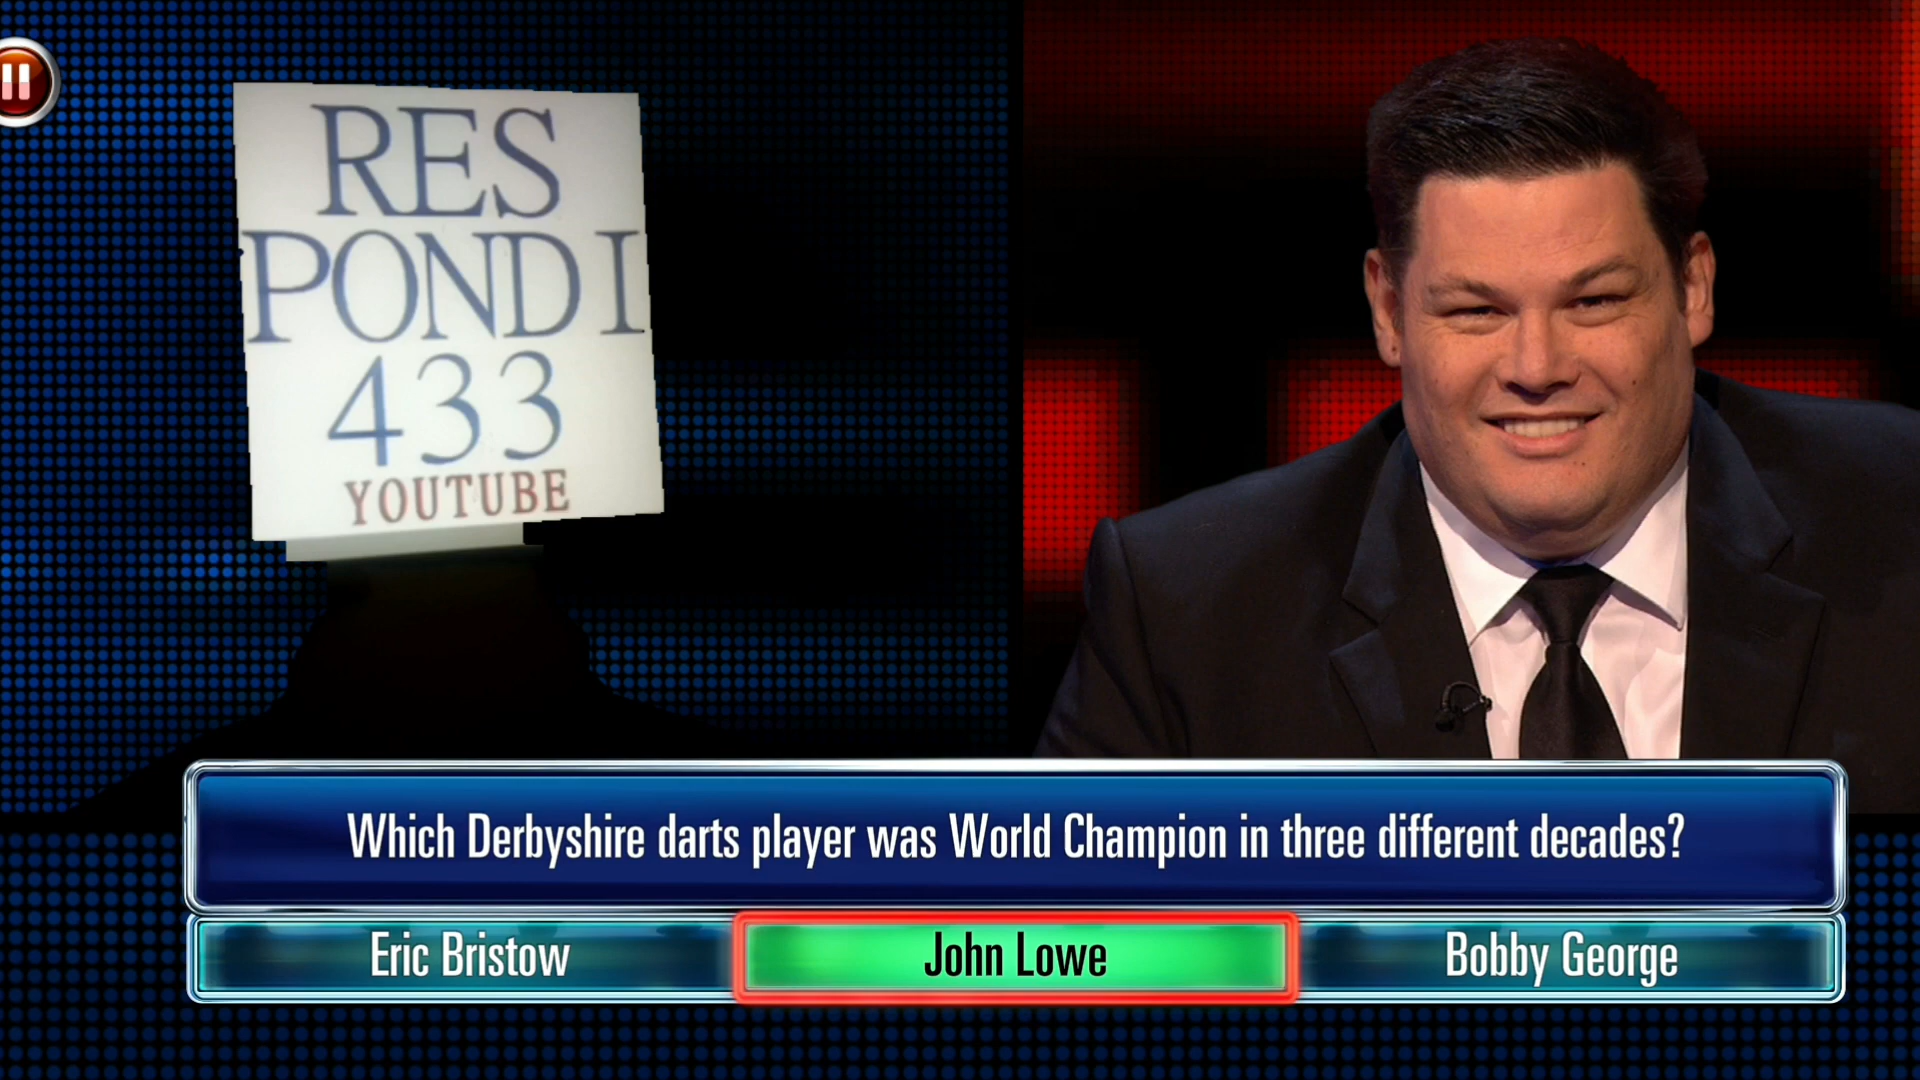 RES
POND I
433
YOUTUBE
Which Derbyshire darts player was World Champion in three different decades?
Eric Bristow
John Lowe
Bobby George